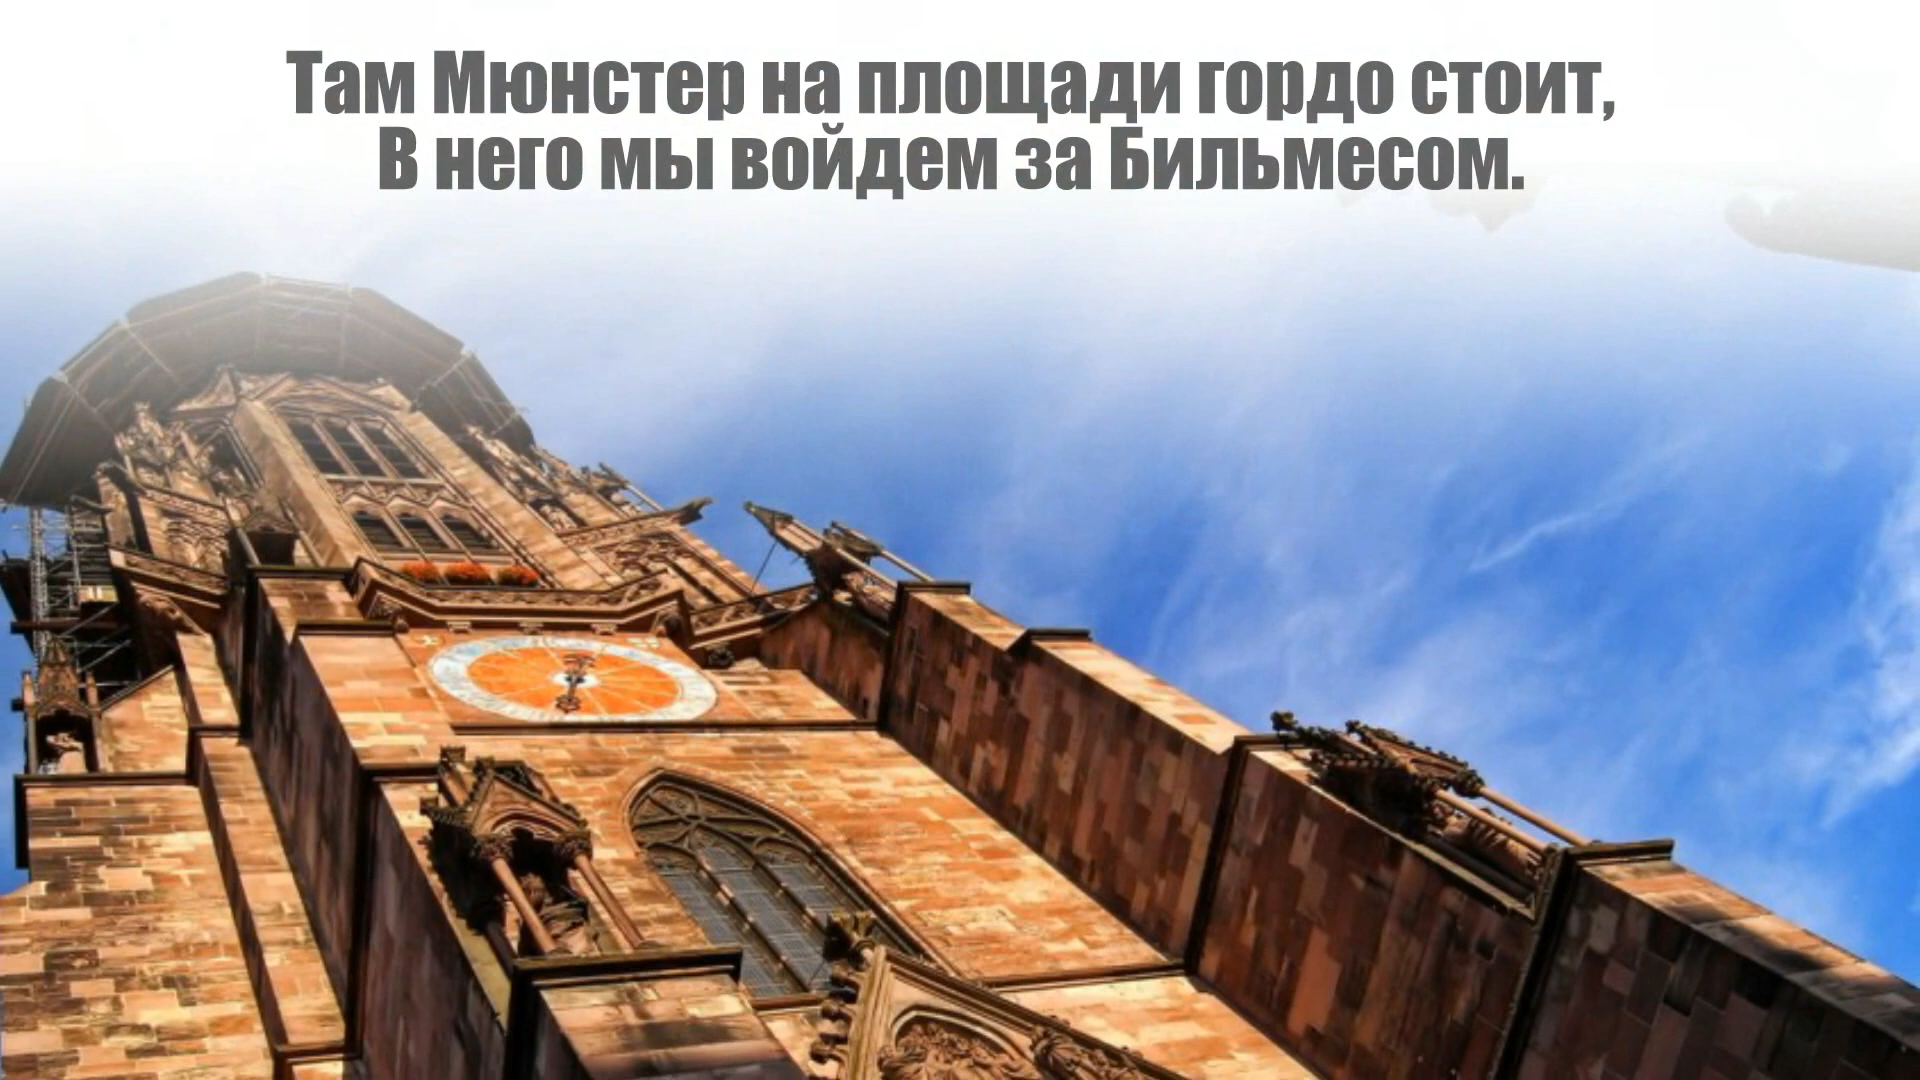 Там Мюнстер на площади гордо стоит,
В него мы войдем за Бильмесом.